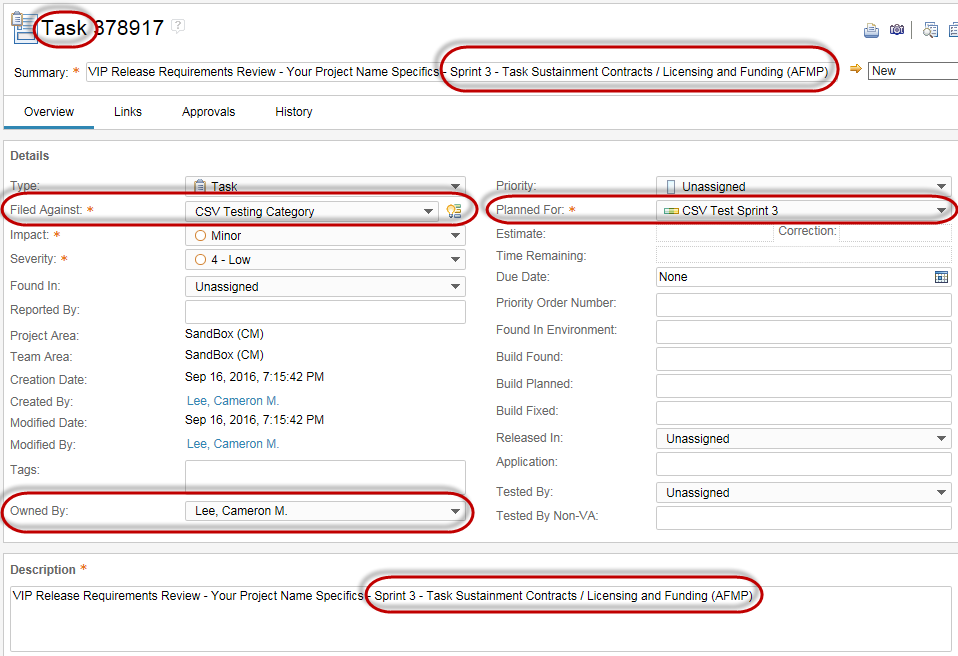 Task 378917 ?
Summary: * VIP Release Requirements Review - Your Project Name Specifics - Sprint 3 - Task Sustainment Contracts / Licensing and Funding (AFMP) New
Overview Links Approvals History
Details
Type: Task
Filed Against: * CSV Testing Category
Impact: * Minor
Severity: * 4 - Low
Found In: Unassigned
Reported By:
Project Area: SandBox (CM)
Team Area: SandBox (CM)
Creation Date: Sep 16, 2016, 7:15:42 PM
Created By: Lee, Cameron M.
Modified Date: Sep 16, 2016, 7:15:42 PM
Modified By: Lee, Cameron M.
Tags:
Owned By: Lee, Cameron M.
Priority: Unassigned
Planned For: * CSV Test Sprint 3
Estimate: Correction:
Time Remaining:
Due Date: None
Priority Order Number:
Found In Environment:
Build Found:
Build Planned:
Build Fixed:
Released In: Unassigned
Application:
Tested By: Unassigned
Tested By Non-VA:
Description *
VIP Release Requirements Review - Your Project Name Specifics - Sprint 3 - Task Sustainment Contracts / Licensing and Funding (AFMP)